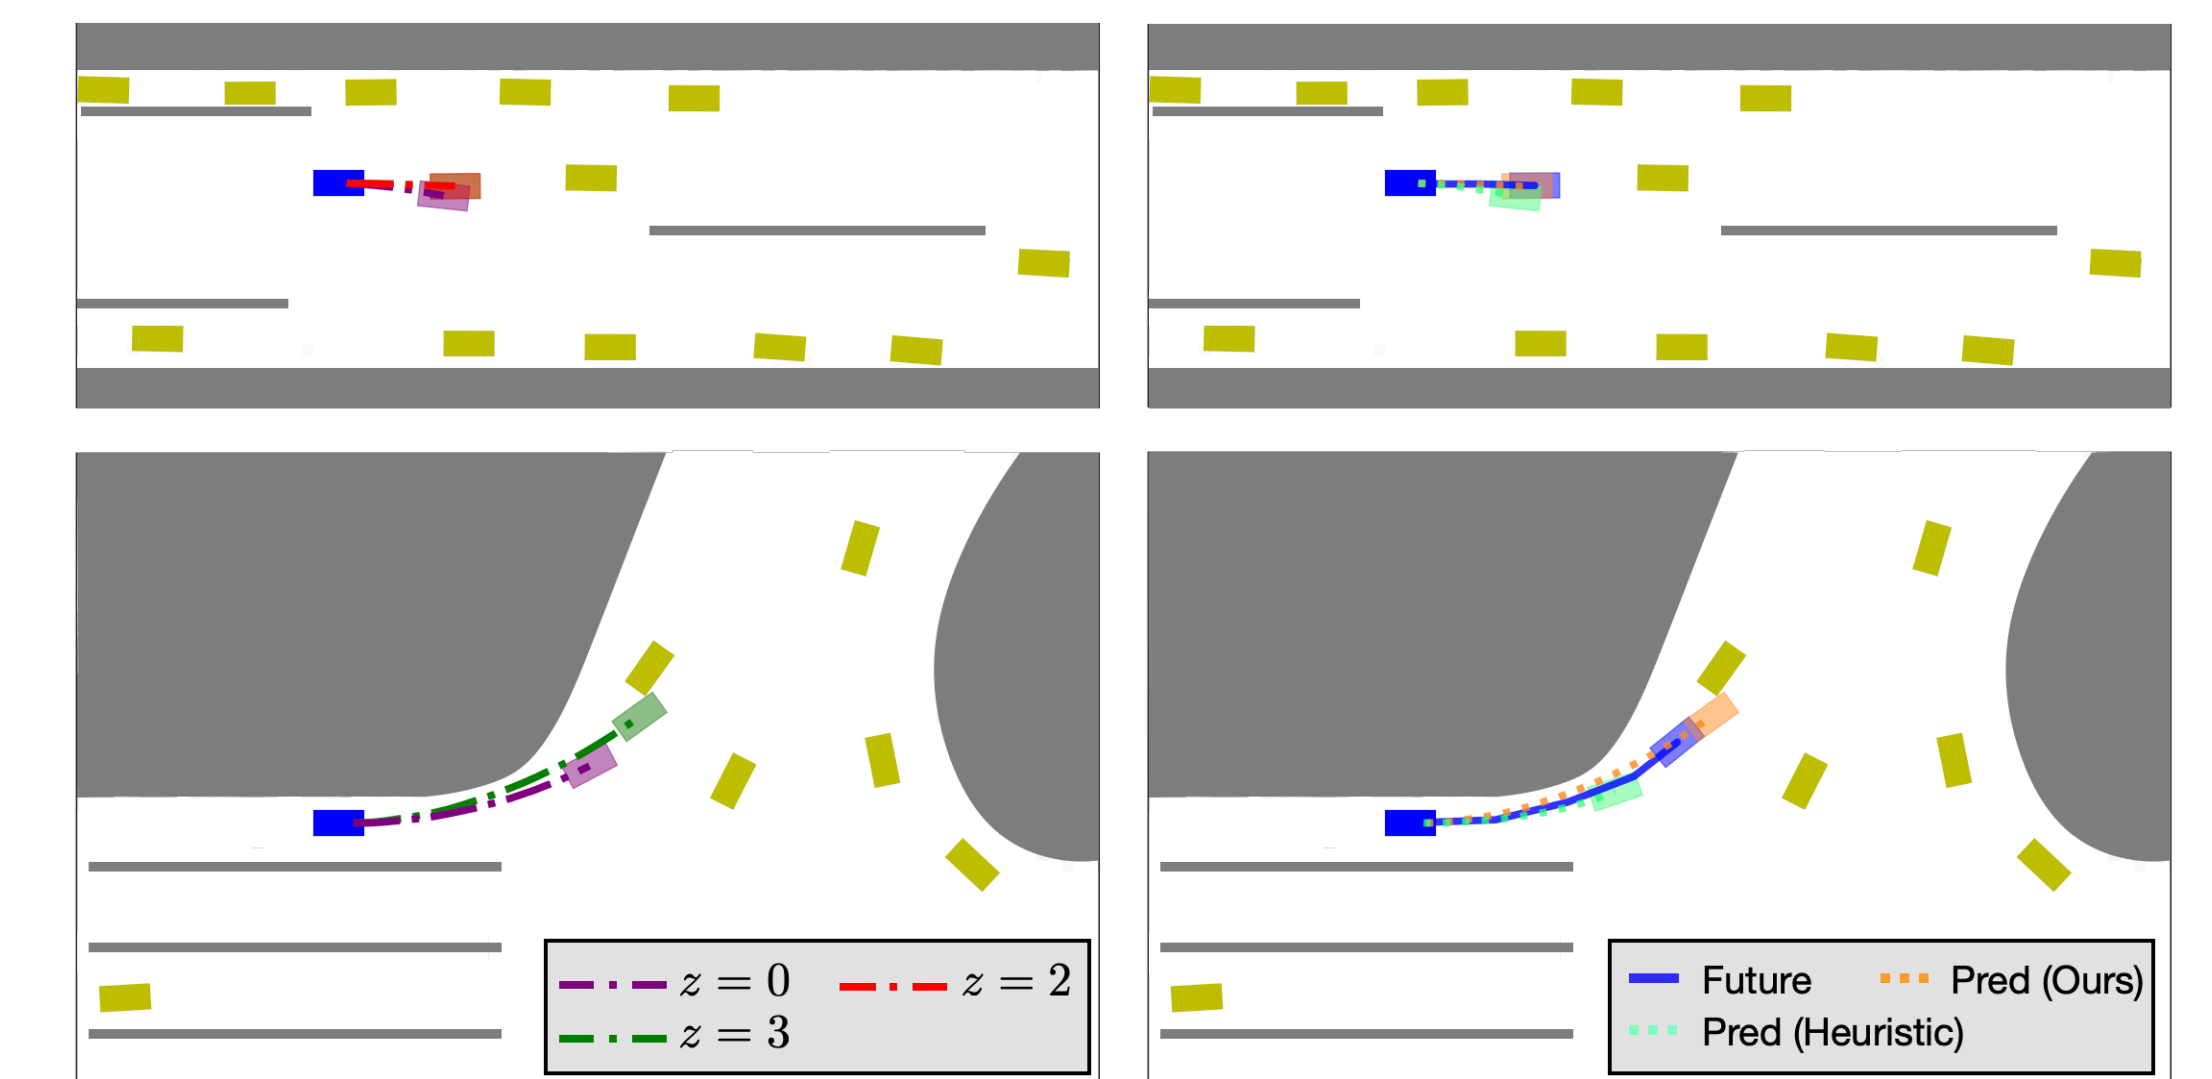 z = 0 z = 2
z = 3
Future Pred (Ours)
Pred (Heuristic)